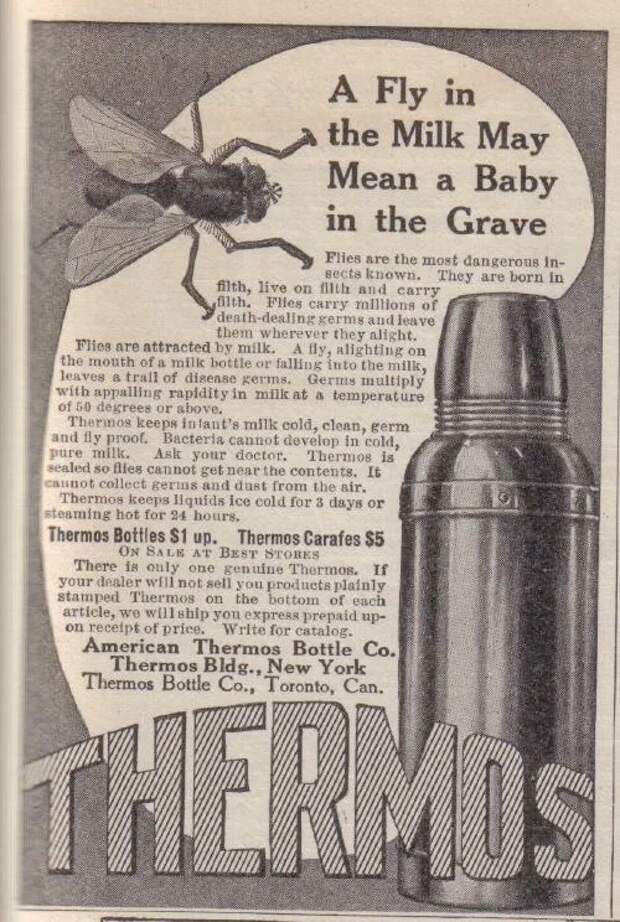 A Fly in
the Milk May
Mean a Baby
in the Grave
Flies are the most dangerous in-
sects known. They are born in
filth, live on filth and carry
filth. Flies carry millions of
death-dealing germs and leave
them wherever they alight.
Flies are attracted by milk. A fly, alighting on
the mouth of a milk bottle or falling into the milk,
leaves a trail of disease germs. Germs multiply
with appalling rapidity in milk at a temperature
of 50 degrees or above.
Thermos keeps infant's milk cold, clean, germ
and fly proof. Bacteria cannot develop in cold,
pure milk. Ask your doctor. Thermos is
sealed so flies cannot get near the contents. It
cannot collect germs and dust from the air.
Thermos keeps liquids ice cold for 3 days or
steaming hot for 24 hours.
Thermos Bottles $1 up. Thermos Carafes $5
ON SALE AT BEST STORES
There is only one genuine Thermos. If
your dealer will not sell you products plainly
stamped Thermos on the bottom of each
article, we will ship you express prepaid up-
on receipt of price. Write for catalog.
American Thermos Bottle Co.
Thermos Bldg., New York
Thermos Bottle Co., Toronto, Can.
THERMOS